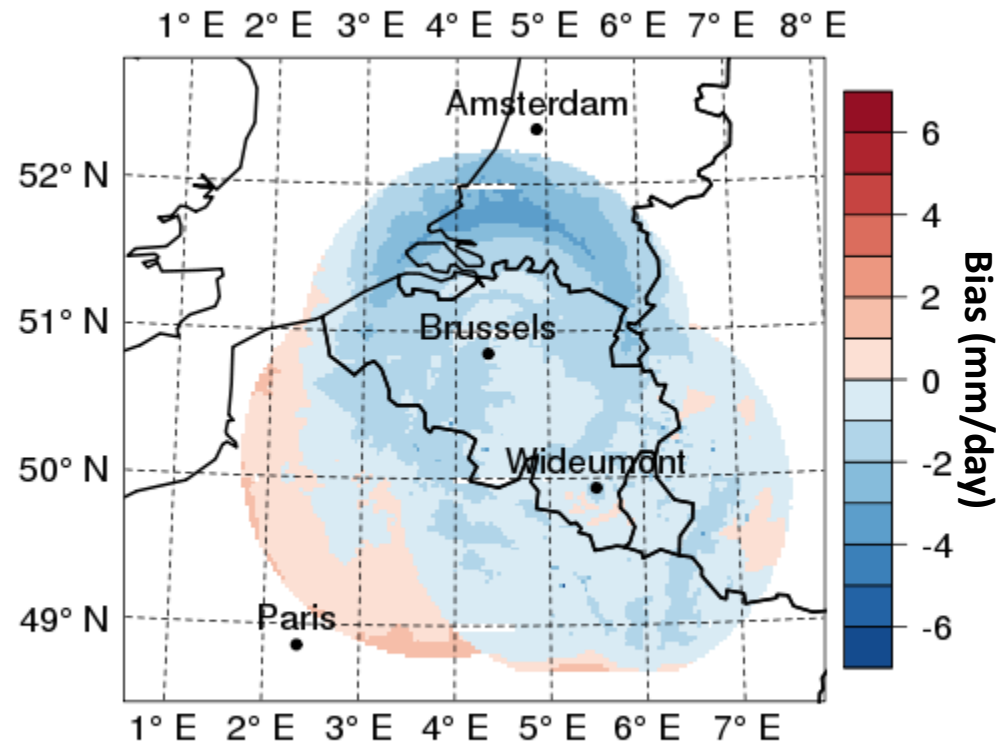 1° E 2° E 3° E 4° E 5° E 6° E 7° E 8° E
Amsterdam
52° N
51° N
Brussels
50° N
Wideumont
49° N
Paris
1° E 2° E 3° E 4° E 5° E 6° E 7° E
6
4
2
0
-2
-4
-6
Bias (mm/day)